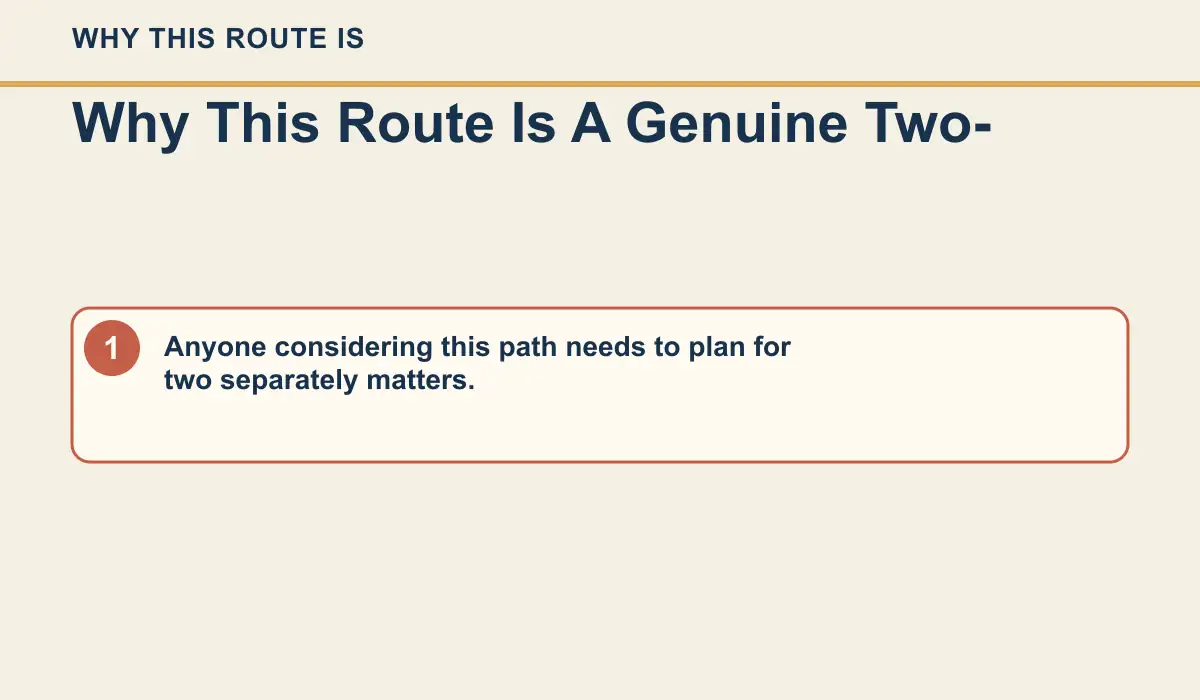 WHY THIS ROUTE IS
Why This Route Is A Genuine Two-
1
Anyone considering this path needs to plan for
two separately matters.